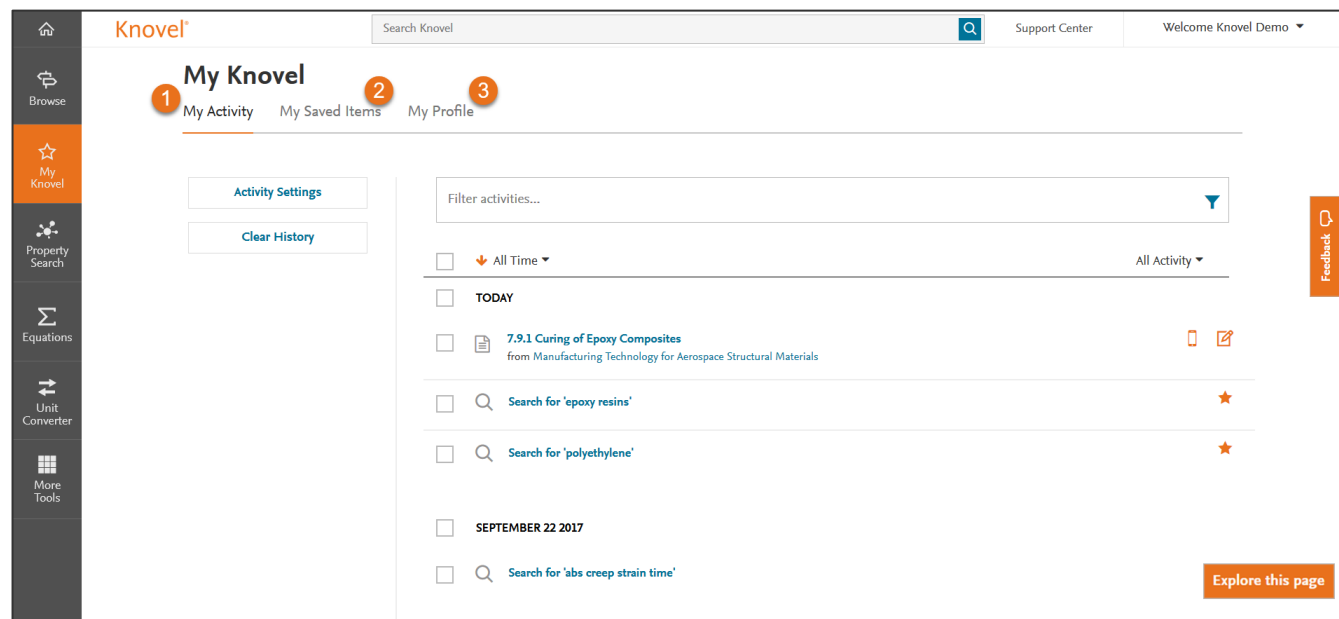 Knovel®
Search Knovel
Support Center
Welcome Knovel Demo
Browse
My
Knovel
Property
Search
Σ
Equations
Unit
Converter
More
Tools
My Knovel
1
2
3
My Activity
My Saved Items
My Profile
Activity Settings
Clear History
Filter activities...
All Time
All Activity
TODAY
7.9.1 Curing of Epoxy Composites
from Manufacturing Technology for Aerospace Structural Materials
Search for 'epoxy resins'
Search for 'polyethylene'
SEPTEMBER 22 2017
Search for 'abs creep strain time'
Feedback
Explore this page